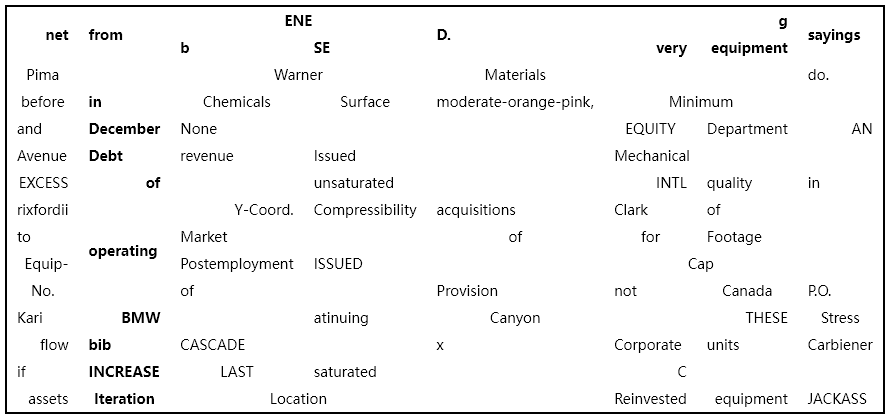 net from ENE D. g sayings
b SE very equipment
Pima Warner Materials do.
before in Chemicals Surface moderate-orange-pink, Minimum
and December None EQUITY Department AN
Avenue Debt revenue Issued Mechanical
EXCESS of unsaturated INTL quality in
rixfordii Y-Coord. Compressibility acquisitions Clark of
to operating Market of for Footage
Equip- Postemployment ISSUED Cap
No. of Provision not Canada P.O.
Kari BMW atinuing Canyon THESE Stress
flow bib CASCADE x Corporate units Carbiener
if INCREASE LAST saturated C
assets Iteration Location Reinvested equipment JACKASS